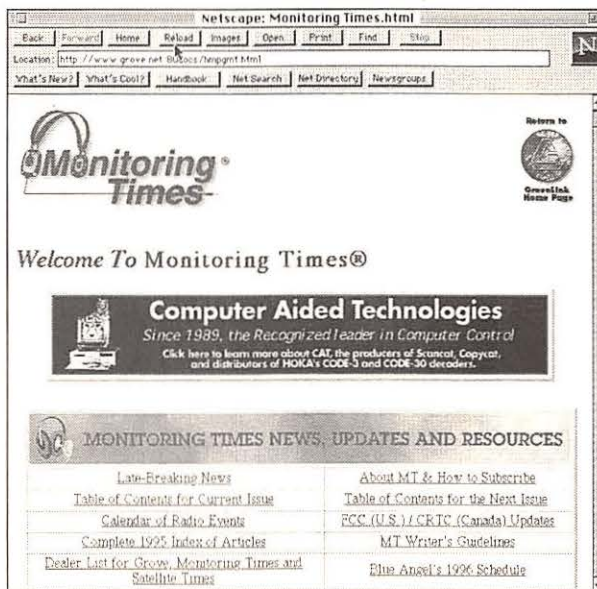 Netscape: Monitoring Times.html
Back Forward Home Reload Images Open Print Find Stop
Location: http://www.grove.net
What's New? What's Cool? Handbook Net Search Net Directory Newsgroups
N
Monitoring®
Times
Return to
GroveLink
Home Page
Welcome To Monitoring Times®
Computer Aided Technologies
Since 1989, the Recognized leader in Computer Control
Click here to learn more about CAT, the producers of Scancat, Copycat,
and distributors of HOKA's CODE-3 and CODE-30 decoders.
MONITORING TIMES NEWS, UPDATES AND RESOURCES
Late-Breaking News About MT & How to Subscribe
Table of Contents for Current Issue Table of Contents for the Next Issue
Calendar of Radio Events FCC (U.S.) / CRTC (Canada) Updates
Complete 1995 Index of Articles MT Writer's Guidelines
Dealer List for Grove, Monitoring Times and
Satellite Times Blue Angel's 1996 Schedule